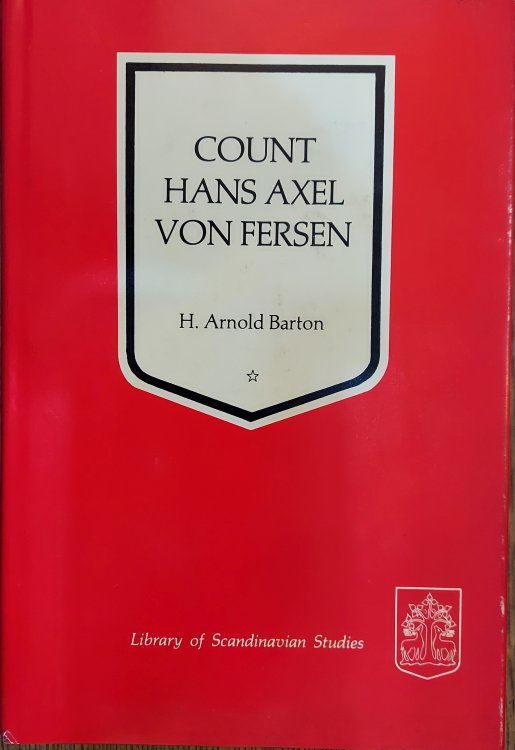 COUNT
HANS AXEL
VON FERSEN
H. Arnold Barton
Library of Scandinavian Studies